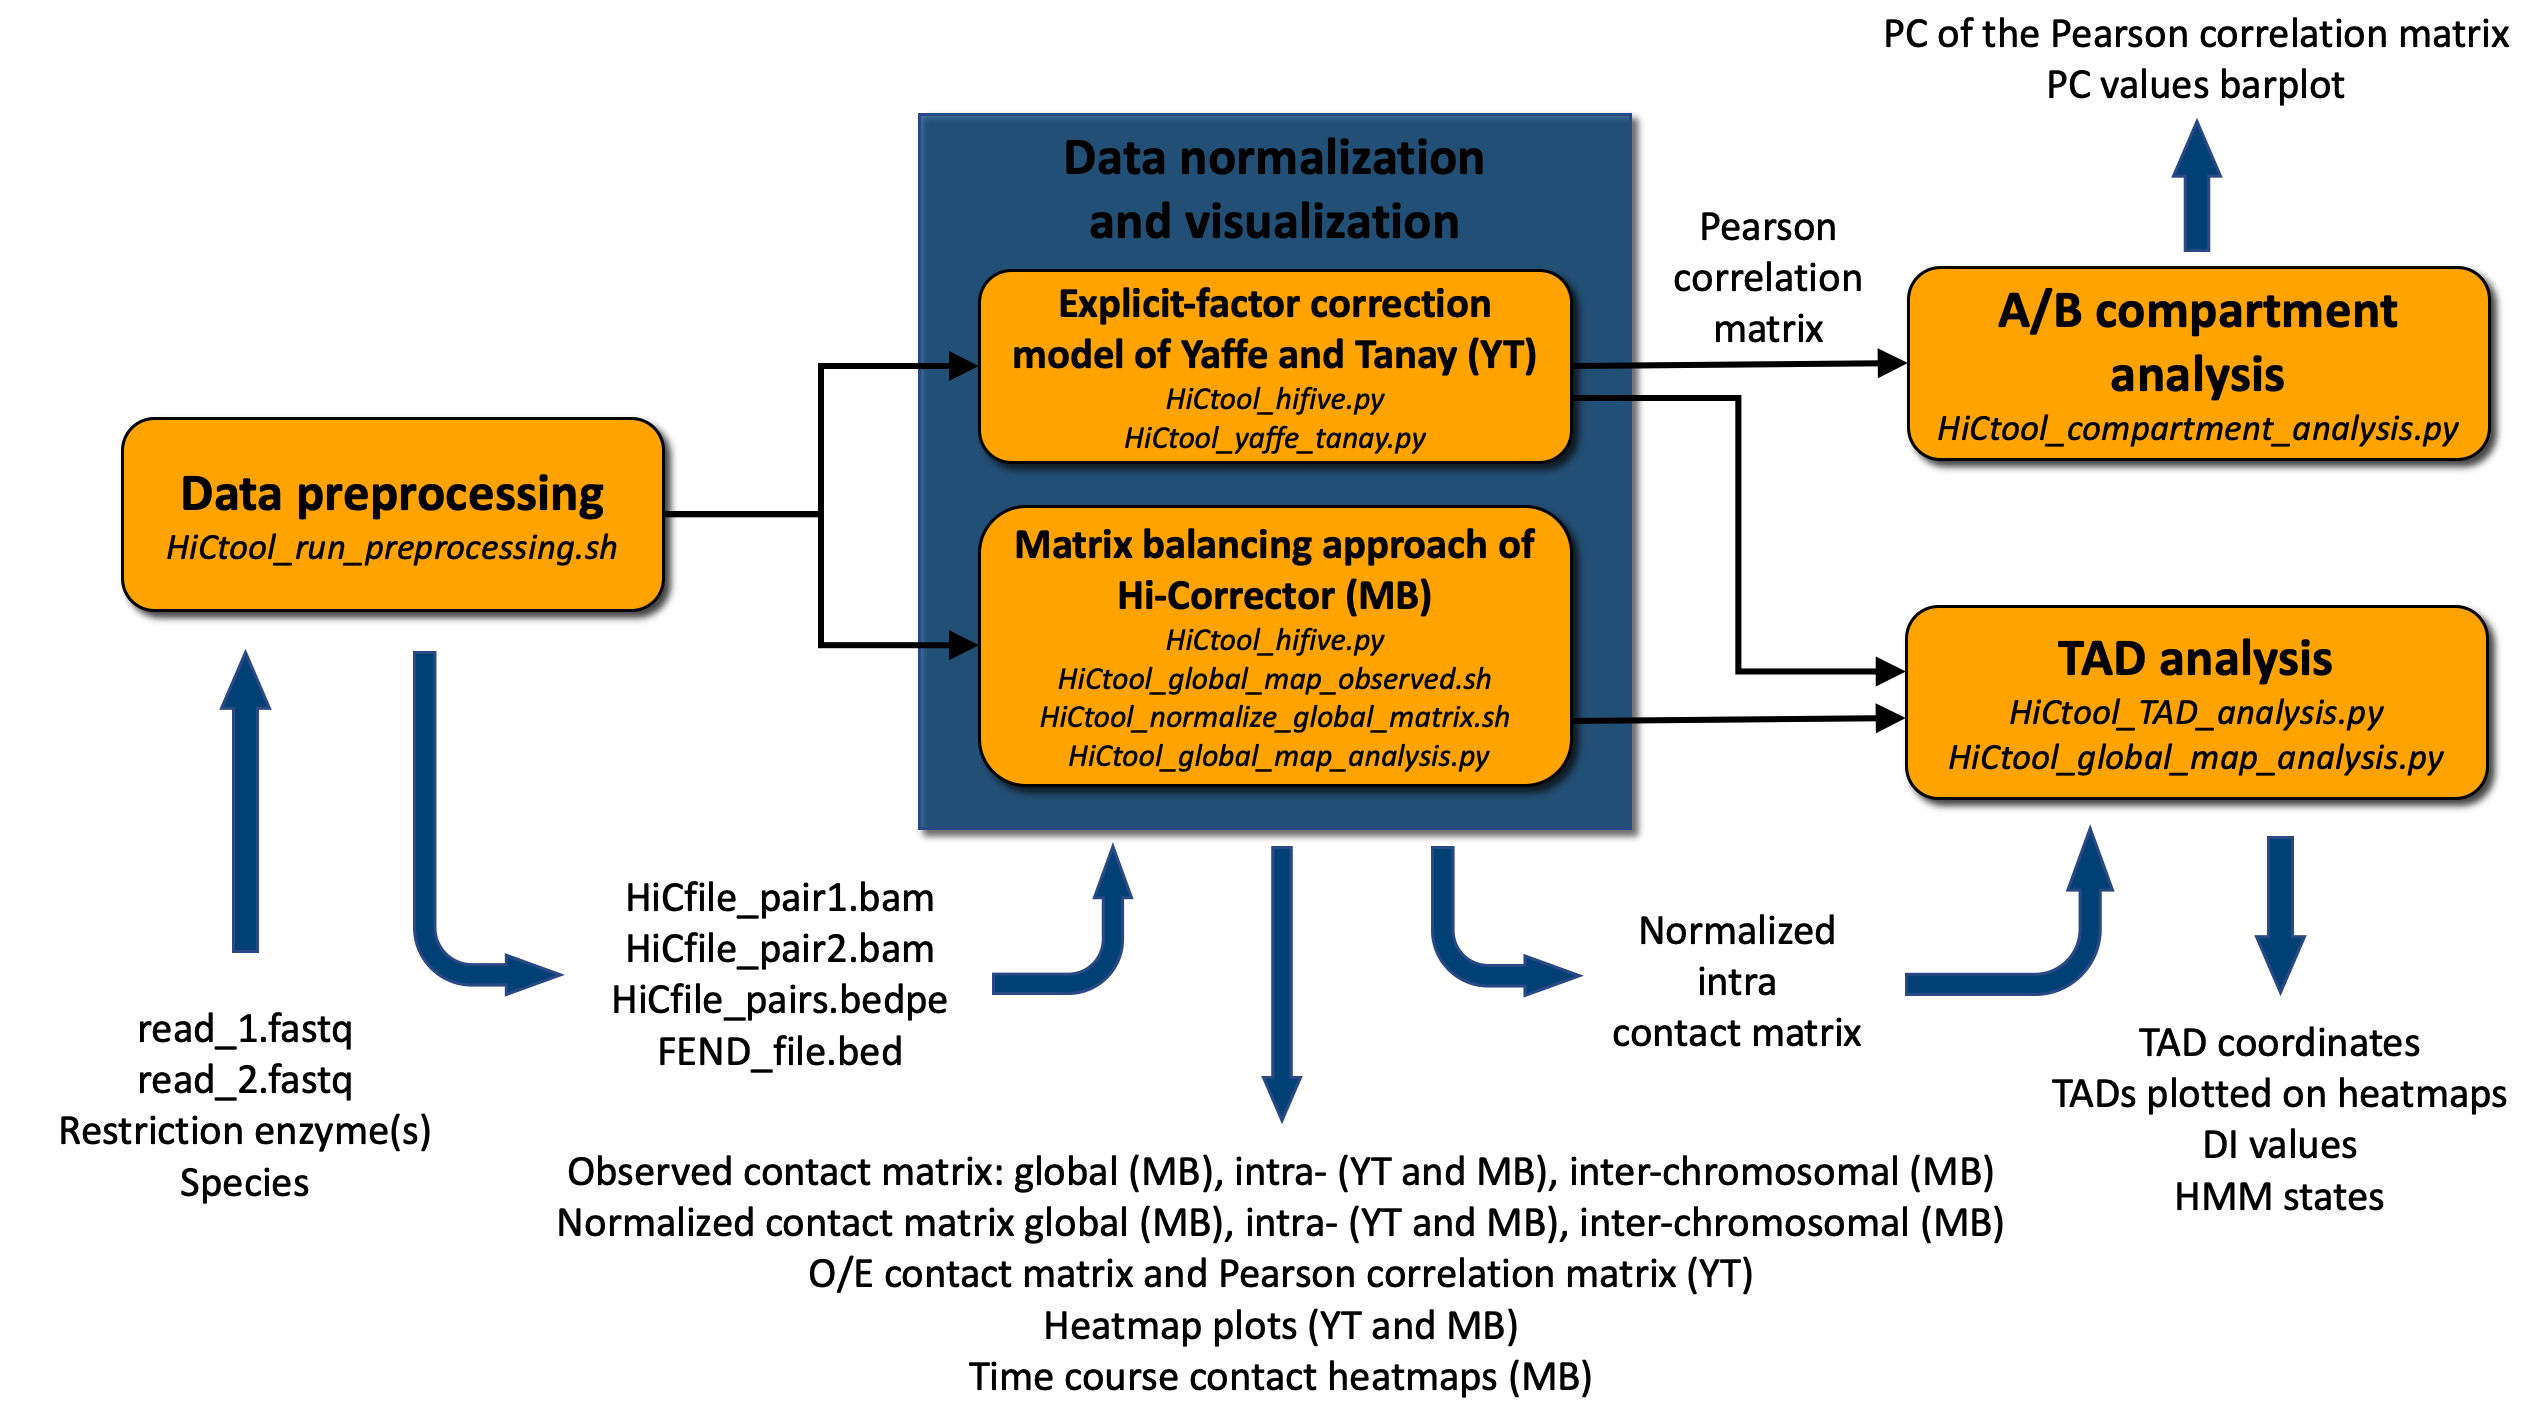 PC of the Pearson correlation matrix
PC values barplot
Data normalization
and visualization
Pearson
correlation
matrix
Explicit-factor correction
model of Yaffe and Tanay (YT)
HiCtool_hifive.py
HiCtool_yaffe_tanay.py
A/B compartment
analysis
HiCtool_compartment_analysis.py
Data preprocessing
HiCtool_run_preprocessing.sh
Matrix balancing approach of
Hi-Corrector (MB)
HiCtool_hifive.py
HiCtool_global_map_observed.sh
HiCtool_normalize_global_matrix.sh
HiCtool_global_map_analysis.py
TAD analysis
HiCtool_TAD_analysis.py
HiCtool_global_map_analysis.py
read_1.fastq
read_2.fastq
Restriction enzyme(s)
Species
HiCfile_pair1.bam
HiCfile_pair2.bam
HiCfile_pairs.bedpe
FEND_file.bed
Normalized
intra
contact matrix
TAD coordinates
TADs plotted on heatmaps
DI values
HMM states
Observed contact matrix: global (MB), intra- (YT and MB), inter-chromosomal (MB)
Normalized contact matrix global (MB), intra- (YT and MB), inter-chromosomal (MB)
O/E contact matrix and Pearson correlation matrix (YT)
Heatmap plots (YT and MB)
Time course contact heatmaps (MB)